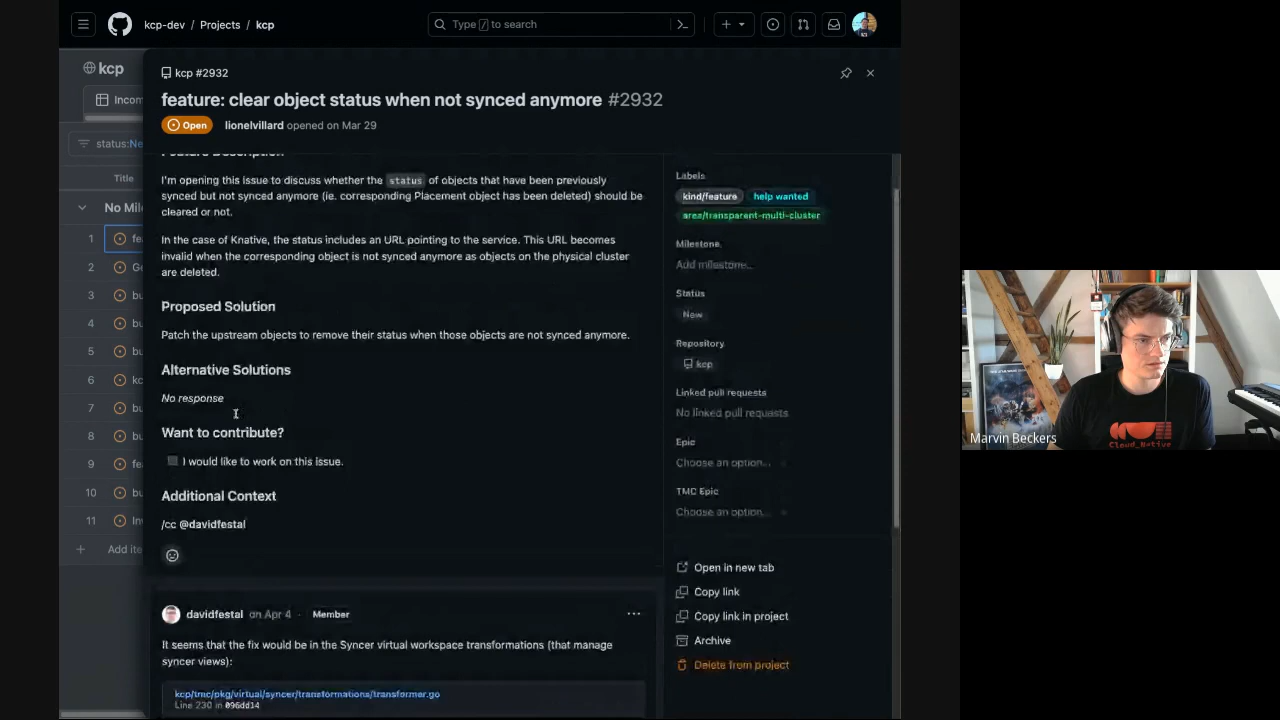 kcp-dev / Projects / kcp
Type / to search
kcp
kcp #2932
feature: clear object status when not synced anymore #2932
Open
lionelvillard opened on Mar 29
Incom
status:Ne
Title
No Mile
1
2
3
4
5
6
7
8
9
10
11
Add ite
Feature Description
I'm opening this issue to discuss whether the status of objects that have been previously
synced but not synced anymore (ie. corresponding Placement object has been deleted) should be
cleared or not.
In the case of Knative, the status includes an URL pointing to the service. This URL becomes
invalid when the corresponding object is not synced anymore as objects on the physical cluster
are deleted.
Proposed Solution
Patch the upstream objects to remove their status when those objects are not synced anymore.
Alternative Solutions
No response
Want to contribute?
I would like to work on this issue.
Additional Context
/cc @davidfestal
davidfestal on Apr 4 · Member
It seems that the fix would be in the Syncer virtual workspace transformations (that manage
syncer views):
kcp/tmc/pkg/virtual/syncer/transformations/transformer.go
Line 230 in 096dd14
Labels
kind/feature
help wanted
area/transparent-multi-cluster
Milestone
Add milestone...
Status
New
Repository
kcp
Linked pull requests
No linked pull requests
Epic
Choose an option...
TMC Epic
Choose an option...
Open in new tab
Copy link
Copy link in project
Archive
Delete from project
Marvin Beckers
Cloud_Native